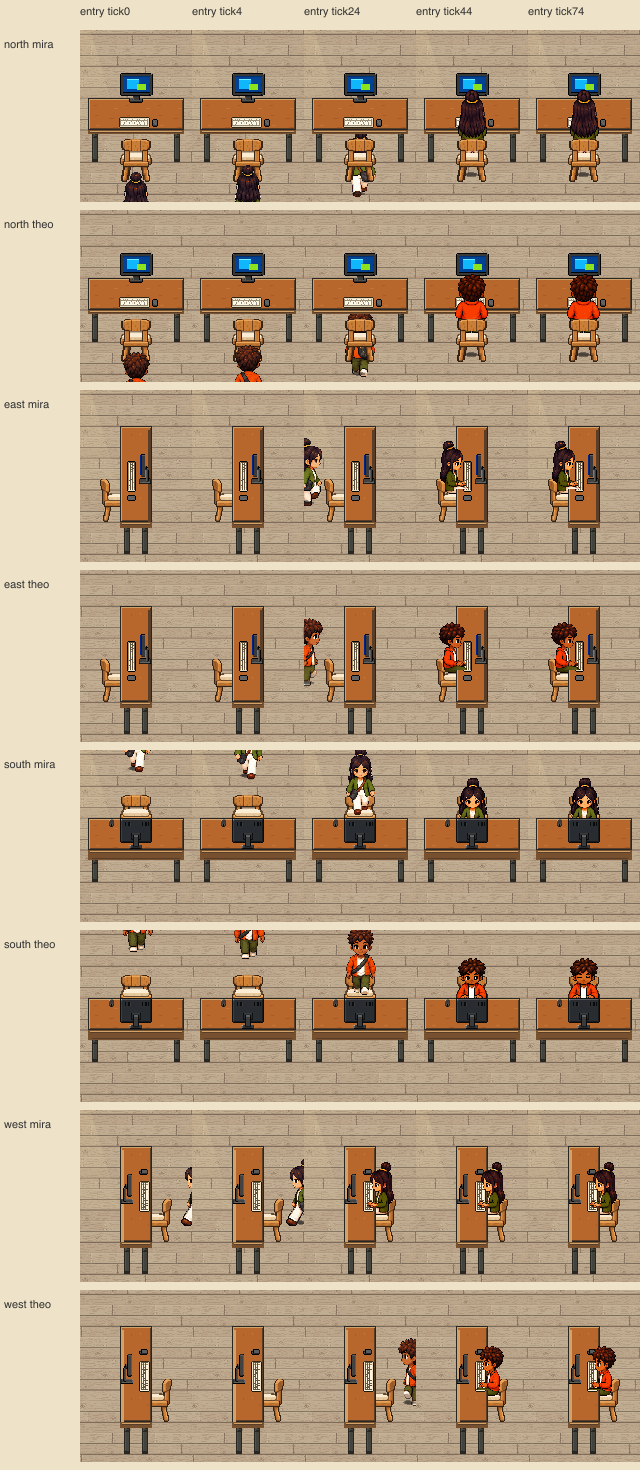 entry tick0 entry tick4 entry tick24 entry tick44 entry tick74
north mira
north theo
east mira
east theo
south mira
south theo
west mira
west theo